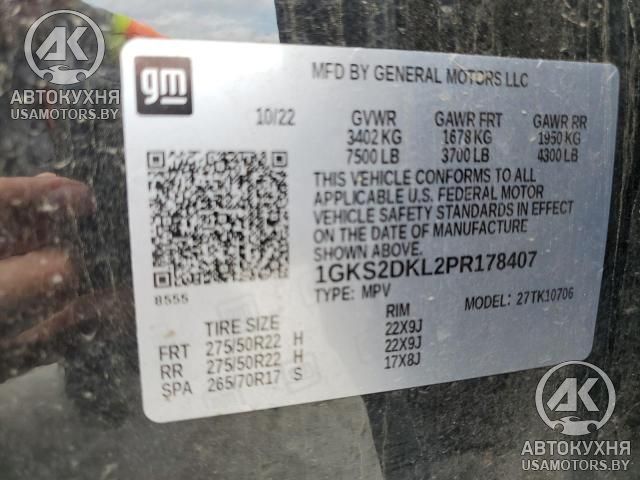 gm
MFD BY GENERAL MOTORS LLC
10/22
GVWR GAWR FRT GAWR RR
3402 KG 1678 KG 1950 KG
7500 LB 3700 LB 4300 LB
THIS VEHICLE CONFORMS TO ALL
APPLICABLE U.S. FEDERAL MOTOR
VEHICLE SAFETY STANDARDS IN EFFECT
ON THE DATE OF MANUFACTURE
SHOWN ABOVE.
1GKS2DKL2PR178407
TYPE: MPV MODEL: 27TK10706
8555
TIRE SIZE RIM
FRT 275/50R22 H 22X9J
RR 275/50R22 H 22X9J
SPA 265/70R17 S 17X8J
АК
АВТОКУХНЯ
USAMOTORS.BY
АК
АВТОКУХНЯ
USAMOTORS.BY